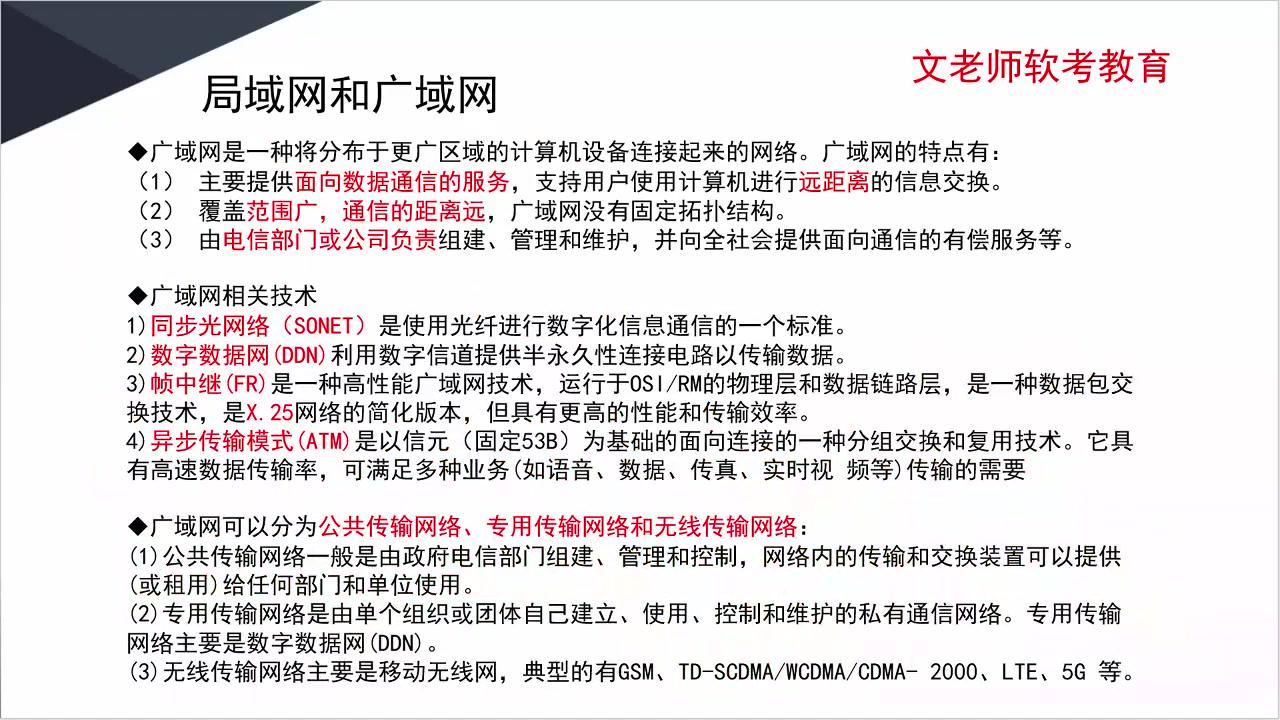 文老师软考教育
局域网和广域网
◆广域网是一种将分布于更广区域的计算机设备连接起来的网络。广域网的特点有：
（1） 主要提供面向数据通信的服务，支持用户使用计算机进行远距离的信息交换。
（2） 覆盖范围广，通信的距离远，广域网没有固定拓扑结构。
（3） 由电信部门或公司负责组建、管理和维护，并向全社会提供面向通信的有偿服务等。
◆广域网相关技术
1)同步光网络（SONET）是使用光纤进行数字化信息通信的一个标准。
2)数字数据网(DDN)利用数字信道提供半永久性连接电路以传输数据。
3)帧中继(FR)是一种高性能广域网技术，运行于OSI/RM的物理层和数据链路层，是一种数据包交
换技术，是X.25网络的简化版本，但具有更高的性能和传输效率。
4)异步传输模式(ATM)是以信元（固定53B）为基础的面向连接的一种分组交换和复用技术。它具
有高速数据传输率，可满足多种业务(如语音、数据、传真、实时视 频等)传输的需要
◆广域网可以分为公共传输网络、专用传输网络和无线传输网络：
(1)公共传输网络一般是由政府电信部门组建、管理和控制，网络内的传输和交换装置可以提供
(或租用)给任何部门和单位使用。
(2)专用传输网络是由单个组织或团体自己建立、使用、控制和维护的私有通信网络。专用传输
网络主要是数字数据网(DDN)。
(3)无线传输网络主要是移动无线网，典型的有GSM、TD-SCDMA/WCDMA/CDMA- 2000、LTE、5G 等。